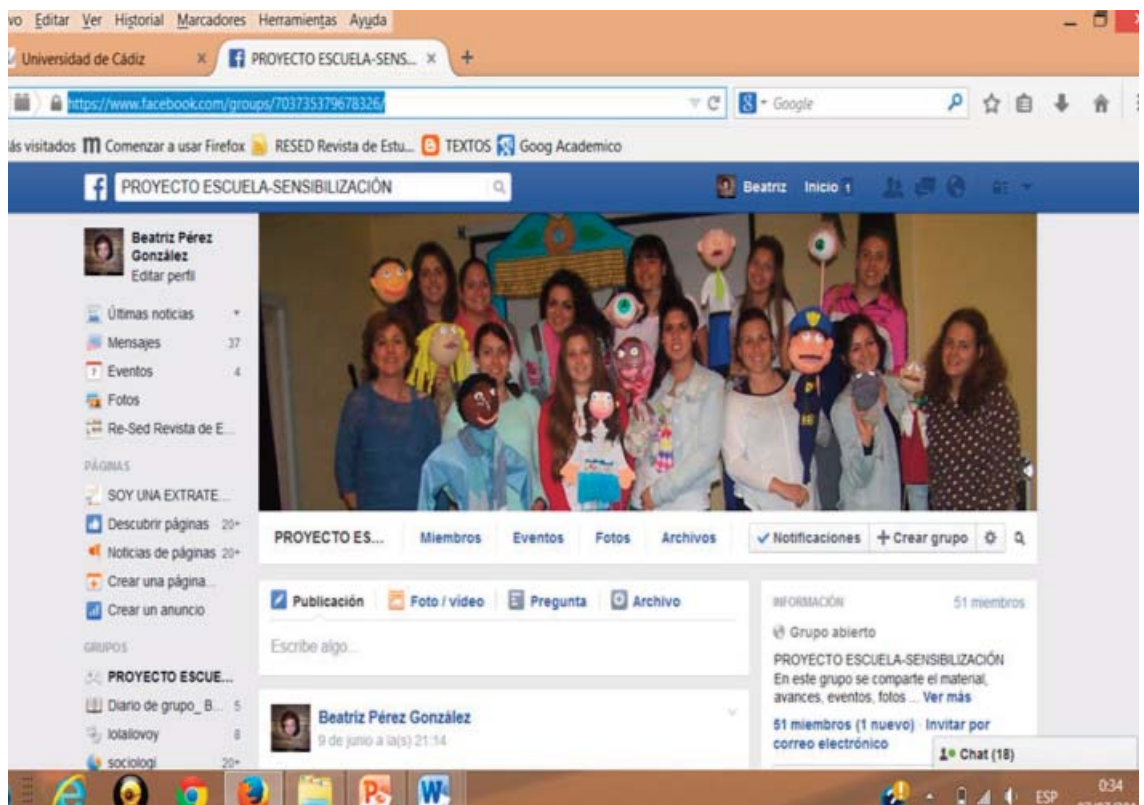 vo Editar Ver Historial Marcadores Herramientas Ayuda
Universidad de Cádiz × PROYECTO ESCUELA-SENS... × +
https://www.facebook.com/groups/703735379678326/ Google
ás visitados Comenzar a usar Firefox RESED Revista de Estu... TEXTOS Goog Academico
PROYECTO ESCUELA-SENSIBILIZACIÓN Beatriz Inicio 1
Beatriz Pérez
González
Editar perfil
Últimas noticias
Mensajes 37
Eventos 4
Fotos
Re-Sed Revista de E...
PÁGINAS
SOY UNA EXTRATE...
Descubrir páginas 20+
Noticias de páginas 20+
Crear una página...
Crear un anuncio
GRUPOS
PROYECTO ESCUE...
Diario de grupo_ B... 5
lolailovoy 8
sociologi 20+
PROYECTO ES... Miembros Eventos Fotos Archivos Notificaciones + Crear grupo
Publicación Foto / vídeo Pregunta Archivo
Escribe algo...
Beatriz Pérez González
9 de junio a la(s) 21:14
INFORMACIÓN 51 miembros
Grupo abierto
PROYECTO ESCUELA-SENSIBILIZACIÓN
En este grupo se comparte el material,
avances, eventos, fotos ... Ver más
51 miembros (1 nuevo) · Invitar por
correo electrónico
Chat (18)
ESP 0:34